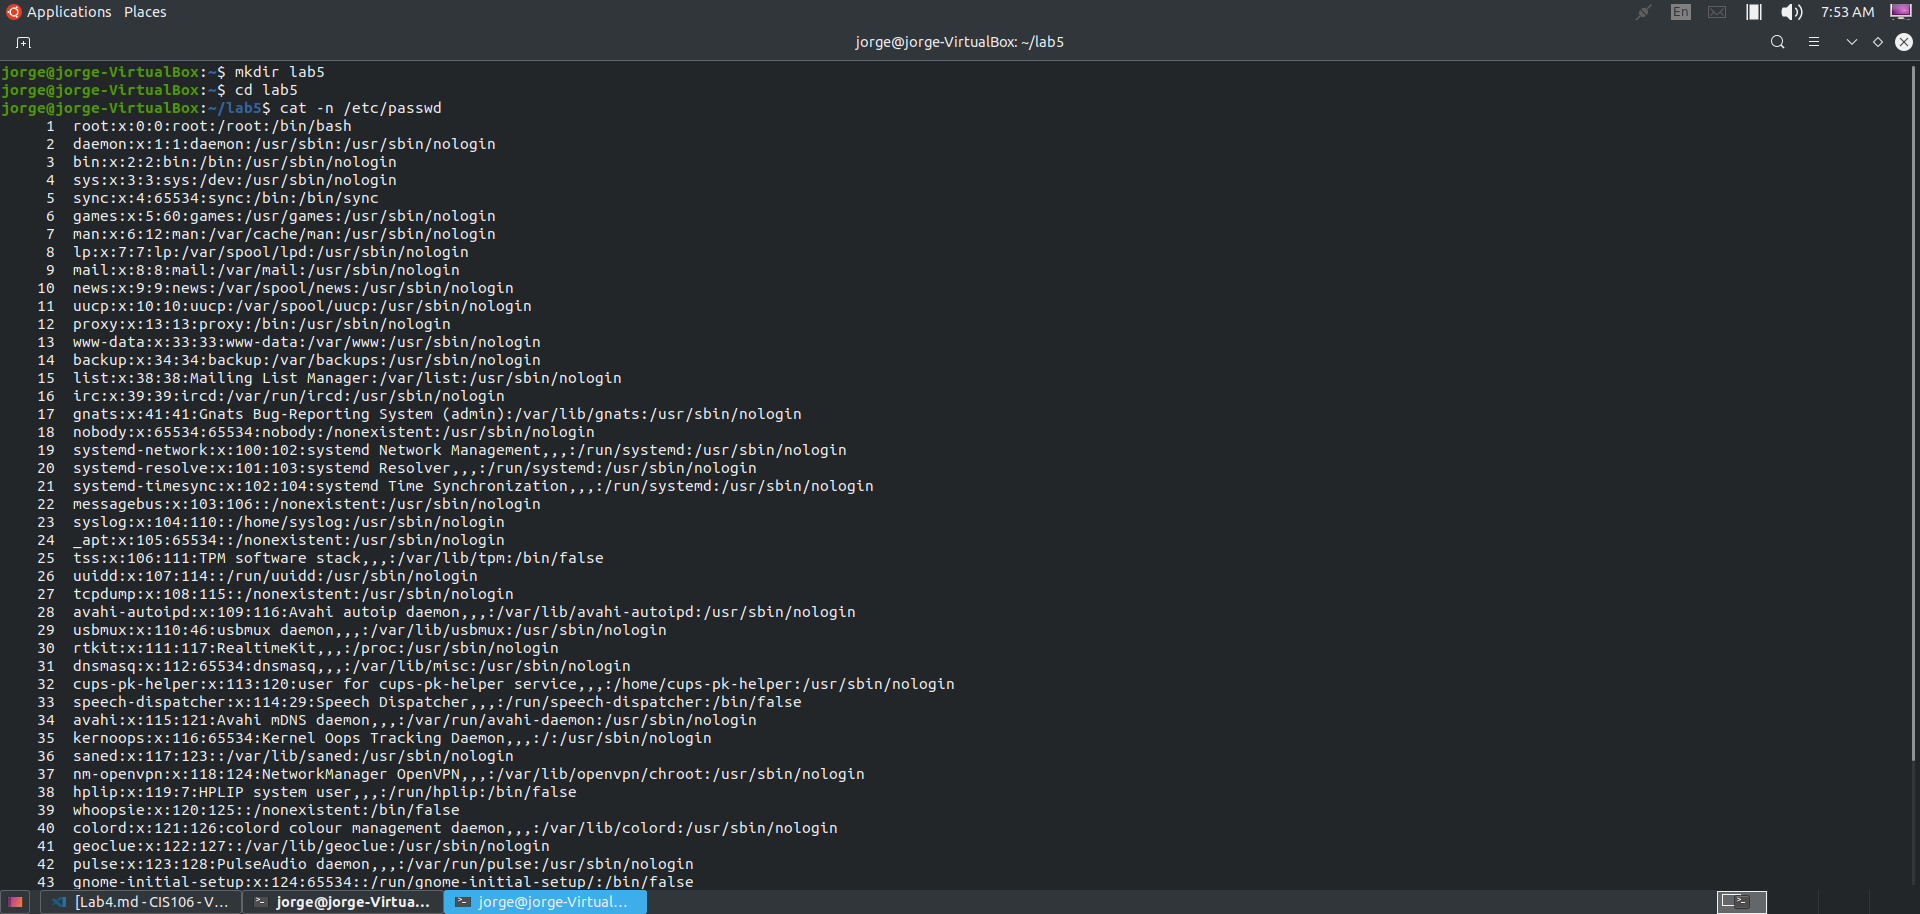 Applications Places
En
7:53 AM
jorge@jorge-VirtualBox: ~/lab5
jorge@jorge-VirtualBox:~$ mkdir lab5
jorge@jorge-VirtualBox:~$ cd lab5
jorge@jorge-VirtualBox:~/lab5$ cat -n /etc/passwd
1 root:x:0:0:root:/root:/bin/bash
2 daemon:x:1:1:daemon:/usr/sbin:/usr/sbin/nologin
3 bin:x:2:2:bin:/bin:/usr/sbin/nologin
4 sys:x:3:3:sys:/dev:/usr/sbin/nologin
5 sync:x:4:65534:sync:/bin:/bin/sync
6 games:x:5:60:games:/usr/games:/usr/sbin/nologin
7 man:x:6:12:man:/var/cache/man:/usr/sbin/nologin
8 lp:x:7:7:lp:/var/spool/lpd:/usr/sbin/nologin
9 mail:x:8:8:mail:/var/mail:/usr/sbin/nologin
10 news:x:9:9:news:/var/spool/news:/usr/sbin/nologin
11 uucp:x:10:10:uucp:/var/spool/uucp:/usr/sbin/nologin
12 proxy:x:13:13:proxy:/bin:/usr/sbin/nologin
13 www-data:x:33:33:www-data:/var/www:/usr/sbin/nologin
14 backup:x:34:34:backup:/var/backups:/usr/sbin/nologin
15 list:x:38:38:Mailing List Manager:/var/list:/usr/sbin/nologin
16 irc:x:39:39:ircd:/var/run/ircd:/usr/sbin/nologin
17 gnats:x:41:41:Gnats Bug-Reporting System (admin):/var/lib/gnats:/usr/sbin/nologin
18 nobody:x:65534:65534:nobody:/nonexistent:/usr/sbin/nologin
19 systemd-network:x:100:102:systemd Network Management,,,:/run/systemd:/usr/sbin/nologin
20 systemd-resolve:x:101:103:systemd Resolver,,,:/run/systemd:/usr/sbin/nologin
21 systemd-timesync:x:102:104:systemd Time Synchronization,,,:/run/systemd:/usr/sbin/nologin
22 messagebus:x:103:106::/nonexistent:/usr/sbin/nologin
23 syslog:x:104:110::/home/syslog:/usr/sbin/nologin
24 _apt:x:105:65534::/nonexistent:/usr/sbin/nologin
25 tss:x:106:111:TPM software stack,,,:/var/lib/tpm:/bin/false
26 uuidd:x:107:114::/run/uuidd:/usr/sbin/nologin
27 tcpdump:x:108:115::/nonexistent:/usr/sbin/nologin
28 avahi-autoipd:x:109:116:Avahi autoip daemon,,,:/var/lib/avahi-autoipd:/usr/sbin/nologin
29 usbmux:x:110:46:usbmux daemon,,,:/var/lib/usbmux:/usr/sbin/nologin
30 rtkit:x:111:117:RealtimeKit,,,:/proc:/usr/sbin/nologin
31 dnsmasq:x:112:65534:dnsmasq,,,:/var/lib/misc:/usr/sbin/nologin
32 cups-pk-helper:x:113:120:user for cups-pk-helper service,,,:/home/cups-pk-helper:/usr/sbin/nologin
33 speech-dispatcher:x:114:29:Speech Dispatcher,,,:/run/speech-dispatcher:/bin/false
34 avahi:x:115:121:Avahi mDNS daemon,,,:/var/run/avahi-daemon:/usr/sbin/nologin
35 kernoops:x:116:65534:Kernel Oops Tracking Daemon,,,:/:/usr/sbin/nologin
36 saned:x:117:123::/var/lib/saned:/usr/sbin/nologin
37 nm-openvpn:x:118:124:NetworkManager OpenVPN,,,:/var/lib/openvpn/chroot:/usr/sbin/nologin
38 hplip:x:119:7:HPLIP system user,,,:/run/hplip:/bin/false
39 whoopsie:x:120:125::/nonexistent:/bin/false
40 colord:x:121:126:colord colour management daemon,,,:/var/lib/colord:/usr/sbin/nologin
41 geoclue:x:122:127::/var/lib/geoclue:/usr/sbin/nologin
42 pulse:x:123:128:PulseAudio daemon,,,:/var/run/pulse:/usr/sbin/nologin
43 gnome-initial-setup:x:124:65534::/run/gnome-initial-setup/:/bin/false
[Lab4.md - CIS106 - V... jorge@jorge-Virtua... jorge@jorge-Virtual...